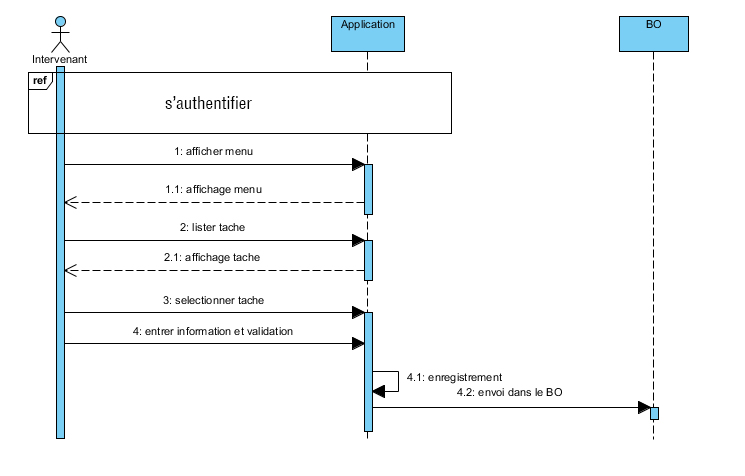 Application
BO
Intervenant
ref
s'authentifier
1: afficher menu
1.1: affichage menu
2: lister tache
2.1: affichage tache
3: selectionner tache
4: entrer information et validation
4.1: enregistrement
4.2: envoi dans le BO